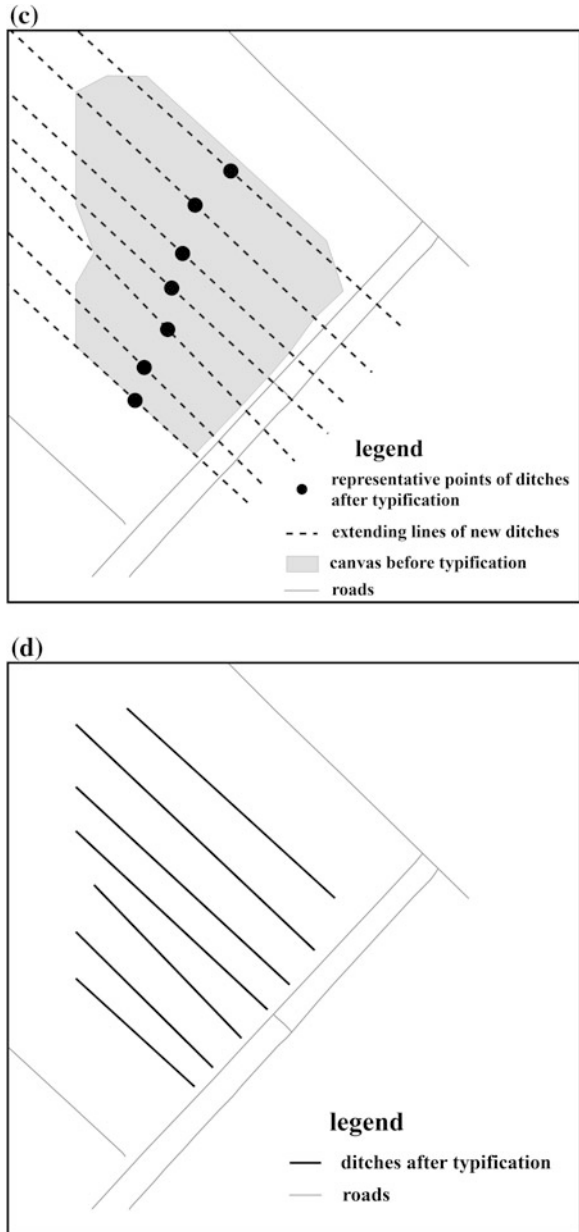 (c)
legend
representative points of ditches
after typification
extending lines of new ditches
canvas before typification
roads
(d)
legend
ditches after typification
roads